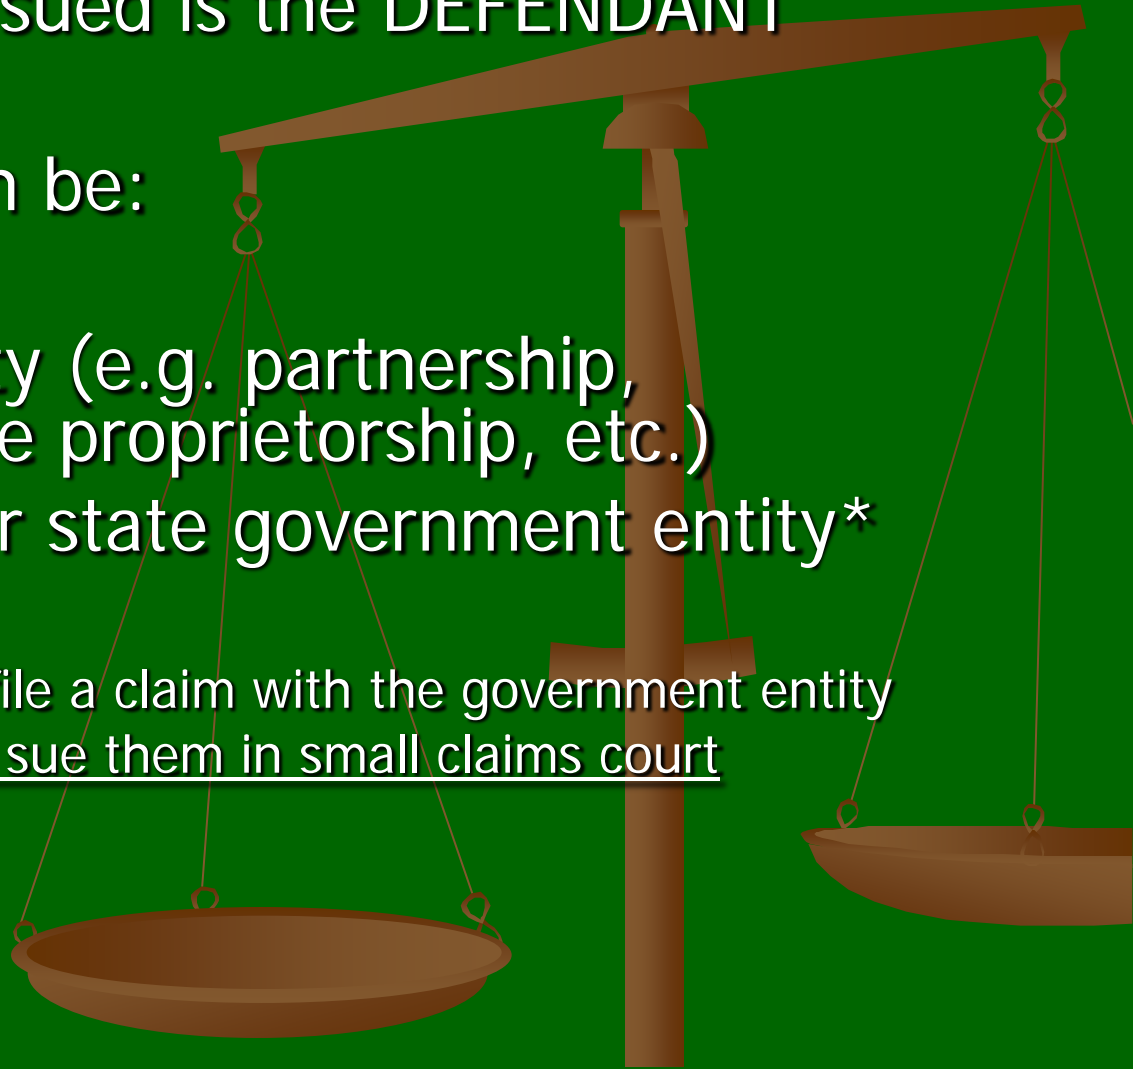 sued is the DEFENDANT
be:
(e.g. partnership,
proprietorship, etc.)
state government entity*
file a claim with the government entity
sue them in small claims court